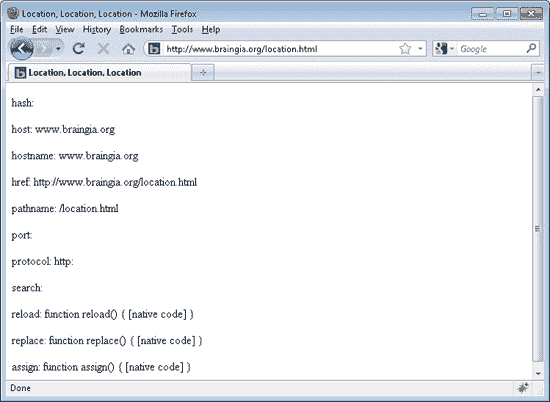 Location, Location, Location - Mozilla Firefox
File Edit View History Bookmarks Tools Help
http://www.braingia.org/location.html
Google
Location, Location, Location
hash:
host: www.braingia.org
hostname: www.braingia.org
href: http://www.braingia.org/location.html
pathname: /location.html
port:
protocol: http:
search:
reload: function reload() { [native code] }
replace: function replace() { [native code] }
assign: function assign() { [native code] }
Done